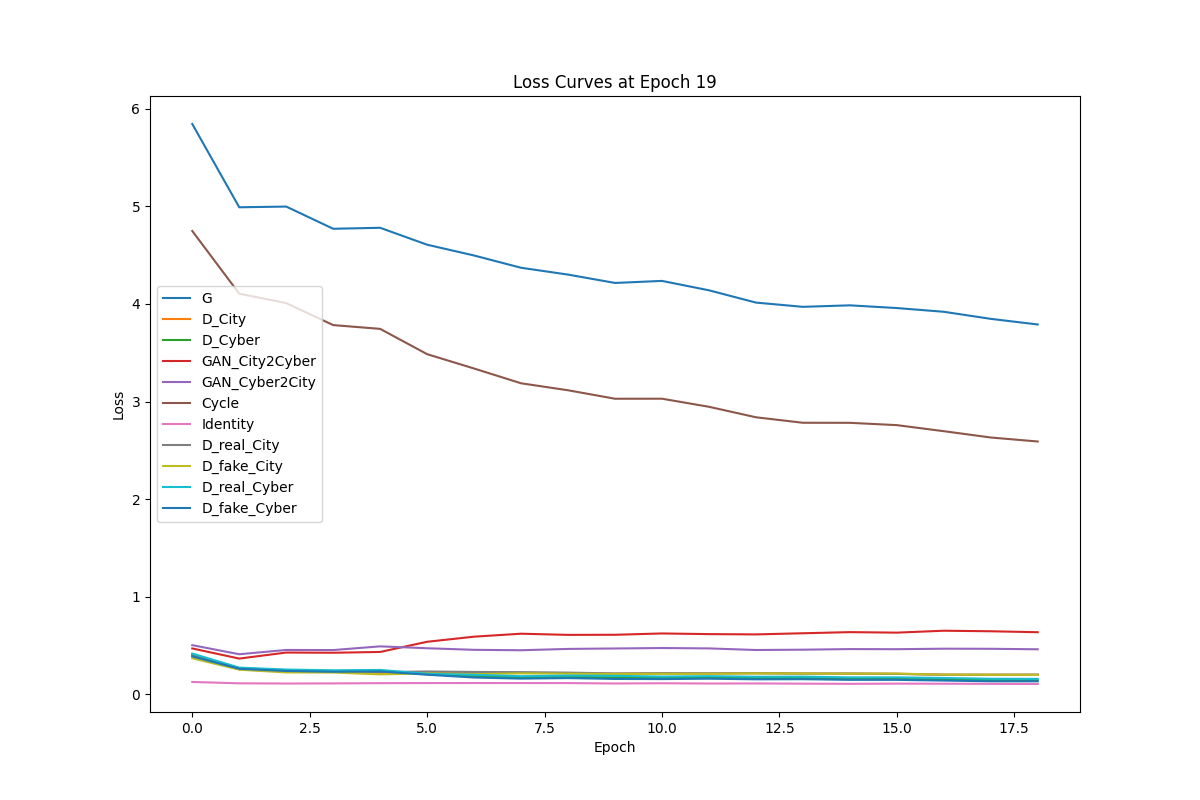 Loss Curves at Epoch 19
6
5
4
3
2
1
0
Loss
G
D_City
D_Cyber
GAN_City2Cyber
GAN_Cyber2City
Cycle
Identity
D_real_City
D_fake_City
D_real_Cyber
D_fake_Cyber
0.0 2.5 5.0 7.5 10.0 12.5 15.0 17.5
Epoch